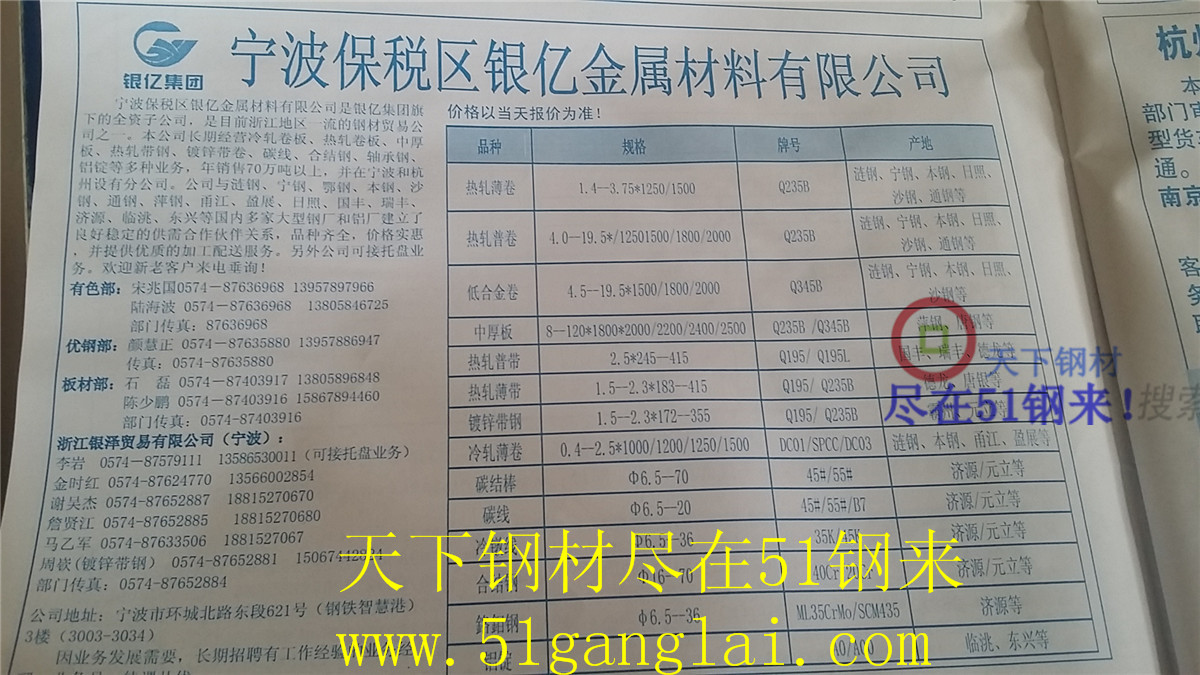 银亿集团
宁波保税区银亿金属材料有限公司
宁波保税区银亿金属材料有限公司是银亿集团旗
下的全资子公司，是目前浙江地区一流的钢材贸易公
司之一。本公司长期经营冷轧卷板、热轧卷板、中厚
板、热轧带钢、镀锌带卷、碳线、合结钢、轴承钢、
铝锭等多种业务，年销售70万吨以上，并在宁波和杭
州设有分公司。公司与涟钢、宁钢、鄂钢、本钢、沙
钢、通钢、萍钢、甬江、盈展、日照、国丰、瑞丰、
济源、临洮、东兴等国内多家大型钢厂和铝厂建立了
良好稳定的供需合作伙伴关系，品种齐全，价格实惠
，并提供优质的加工配送服务。另外公司可接托盘业
务。欢迎新老客户来电垂询！
有色部：宋兆国0574－87636968 13957897966
陆海波 0574－87636968 13805846725
部门传真：87636968
优钢部：颜慧正 0574－87635880 13957886947
传真：0574-87635880
板材部：石 磊 0574－87403917 13805896848
陈少鹏 0574－87403916 15867894460
部门传真：0574-87403916
浙江银泽贸易有限公司（宁波）：
李岩 0574-87579111 13586530011（可接托盘业务）
金时红 0574-87624770 13566002854
谢吴杰 0574-87652887 18815270670
詹贤江 0574-87652885 18815270680
马乙军 0574-87633506 1881527067
周嵚(镀锌带钢) 0574-87652881
部门传真：0574-87652884
公司地址：宁波市环城北路东段621号（钢铁智慧港）
3楼（3003-3034）
因业务发展需要，长期招聘有工作经验
价格以当天报价为准！
品种 规格 牌号 产地
热轧薄卷 1.4--3.75*1250/1500 Q235B 涟钢、宁钢、本钢、日照、
沙钢、通钢等
热轧普卷 4.0--19.5*/12501500/1800/2000 Q235B 涟钢、宁钢、本钢、日照、
沙钢、通钢等
低合金卷 4.5--19.5*1500/1800/2000 Q345B 涟钢、宁钢、本钢、日照、
沙钢等
中厚板 8--120*1800*2000/2200/2400/2500 Q235B /Q345B
热轧普带 2.5*245--415 Q195/ Q195L 国丰、瑞丰、德龙等
热轧薄带 1.5--2.3*183--415 Q195/ Q235B 德龙、唐银等
镀锌带钢 1.5--2.3*172--355 Q195/ Q235B
冷轧薄卷 0.4--2.5*1000/1200/1250/1500 DC01/SPCC/DC03 涟钢、本钢、甬江、盈展等
碳结棒 Φ6.5--70 45#/55# 济源/元立等
碳线 Φ6.5--20 45#/55#/B7 济源/元立等
Φ6.5--36 35K/45K 济源/元立等
合结钢 Φ16--70 济源/元立等
铬钼钢 Φ6.5--36 ML35CrMo/SCM435 济源等
铝锭 临洮、东兴等
杭州
本
部门
型货
通。
南京
客
天下钢材
尽在51钢来！搜索
天下钢材尽在51钢来
www.51ganglai.com